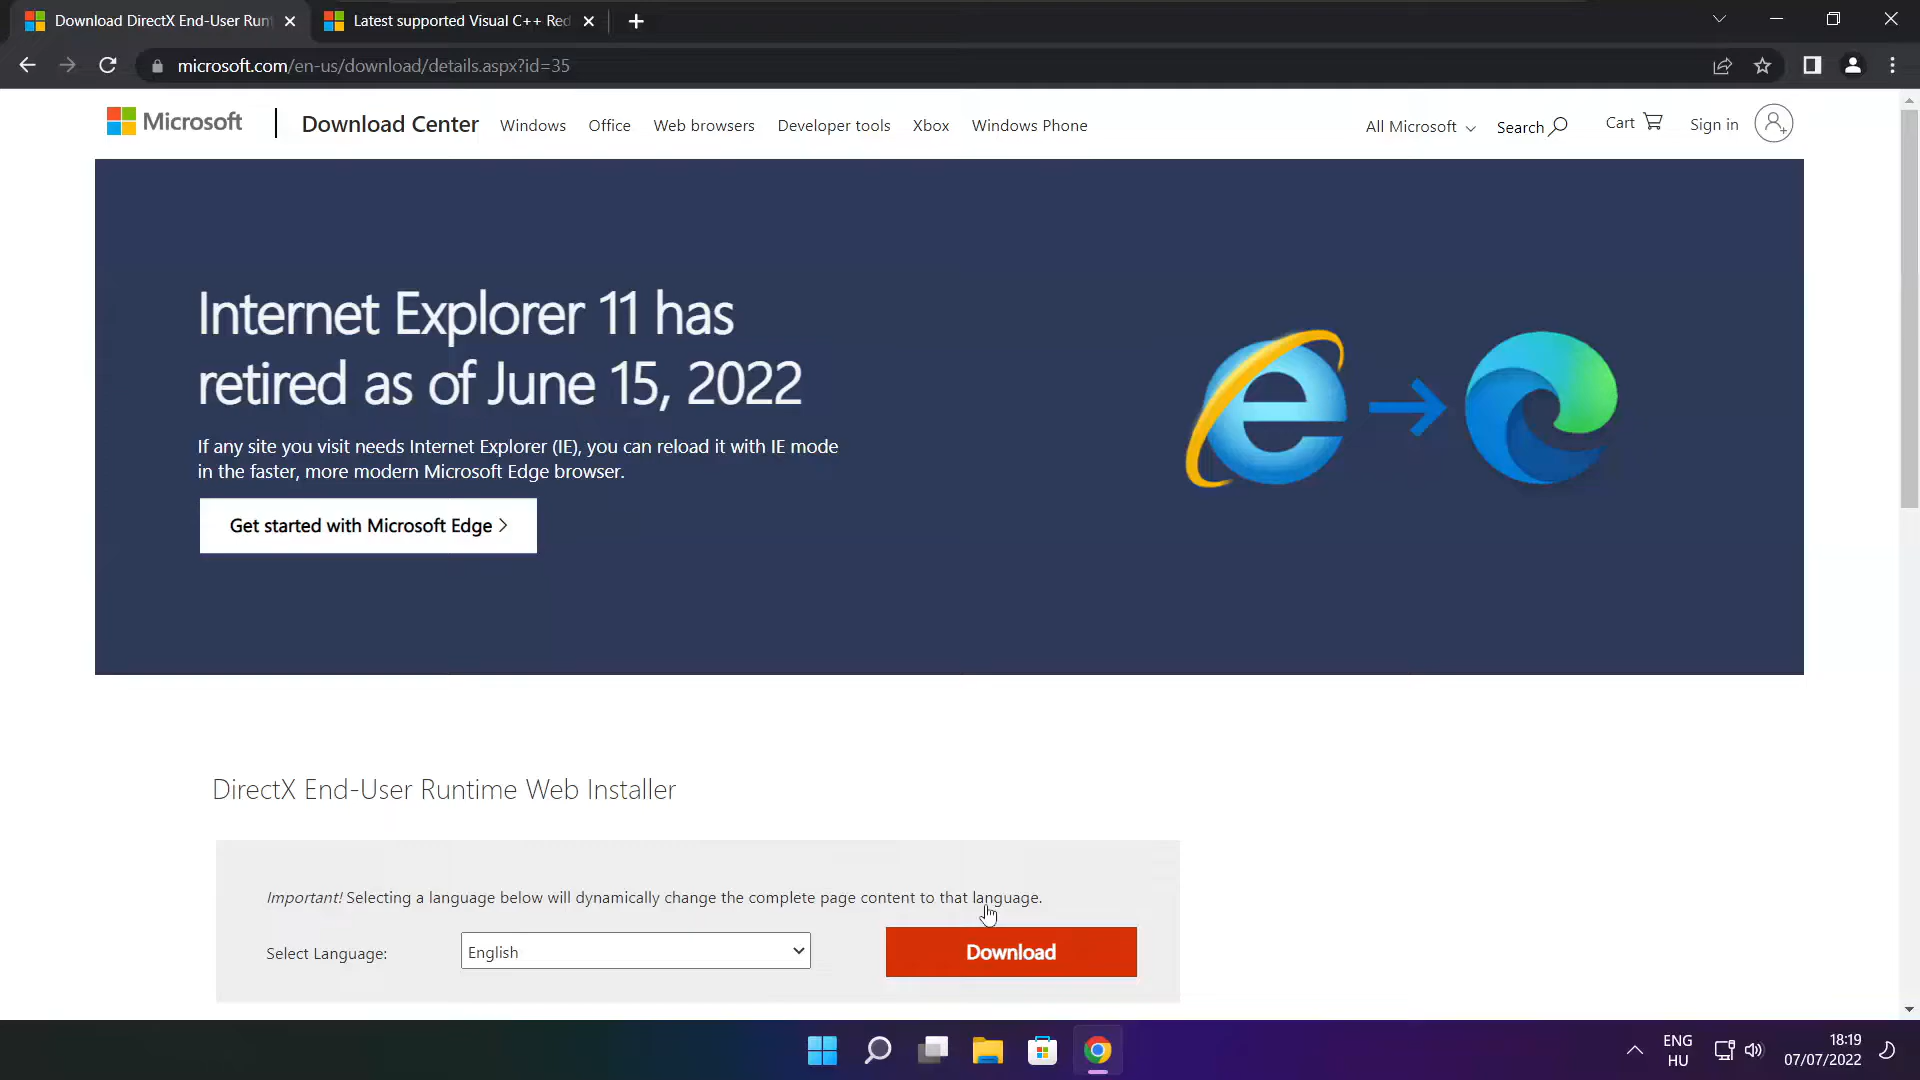 Download DirectX End-User Run
Latest supported Visual C++ Red
microsoft.com/en-us/download/details.aspx?id=35
Microsoft
Download Center
Windows
Office
Web browsers
Developer tools
Xbox
Windows Phone
All Microsoft
Search
Cart
Sign in
Internet Explorer 11 has
retired as of June 15, 2022
If any site you visit needs Internet Explorer (IE), you can reload it with IE mode
in the faster, more modern Microsoft Edge browser.
Get started with Microsoft Edge >
DirectX End-User Runtime Web Installer
Important! Selecting a language below will dynamically change the complete page content to that language.
Select Language:
English
Download
ENG
HU
18:19
07/07/2022